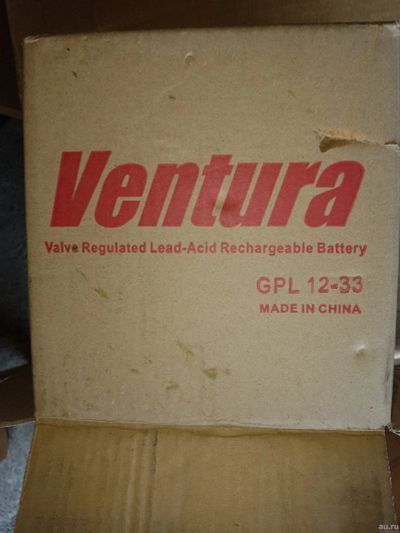 Ventura
Valve Regulated Lead-Acid Rechargeable Battery
GPL 12-33
MADE IN CHINA
au.ru